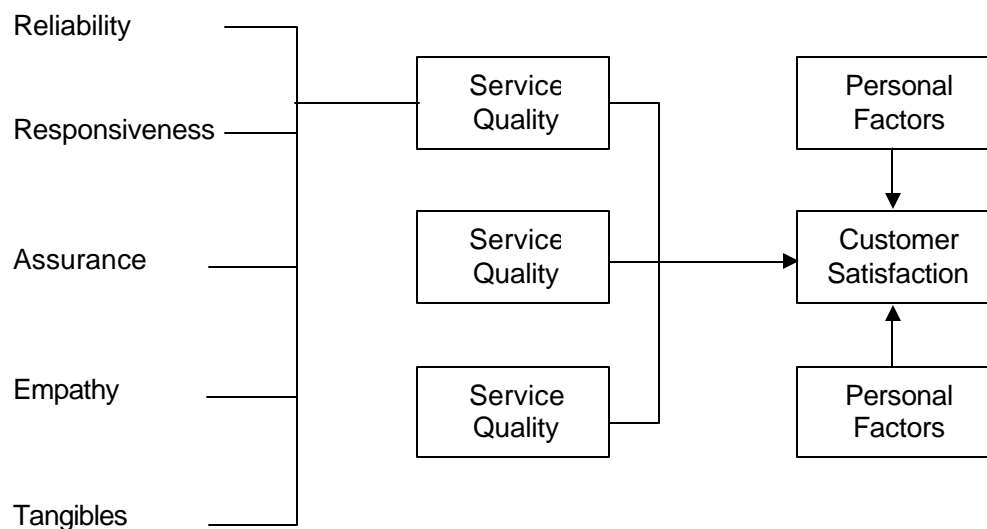 Reliability
Responsiveness
Assurance
Empathy
Tangibles
Service
Quality
Service
Quality
Service
Quality
Personal
Factors
Customer
Satisfaction
Personal
Factors